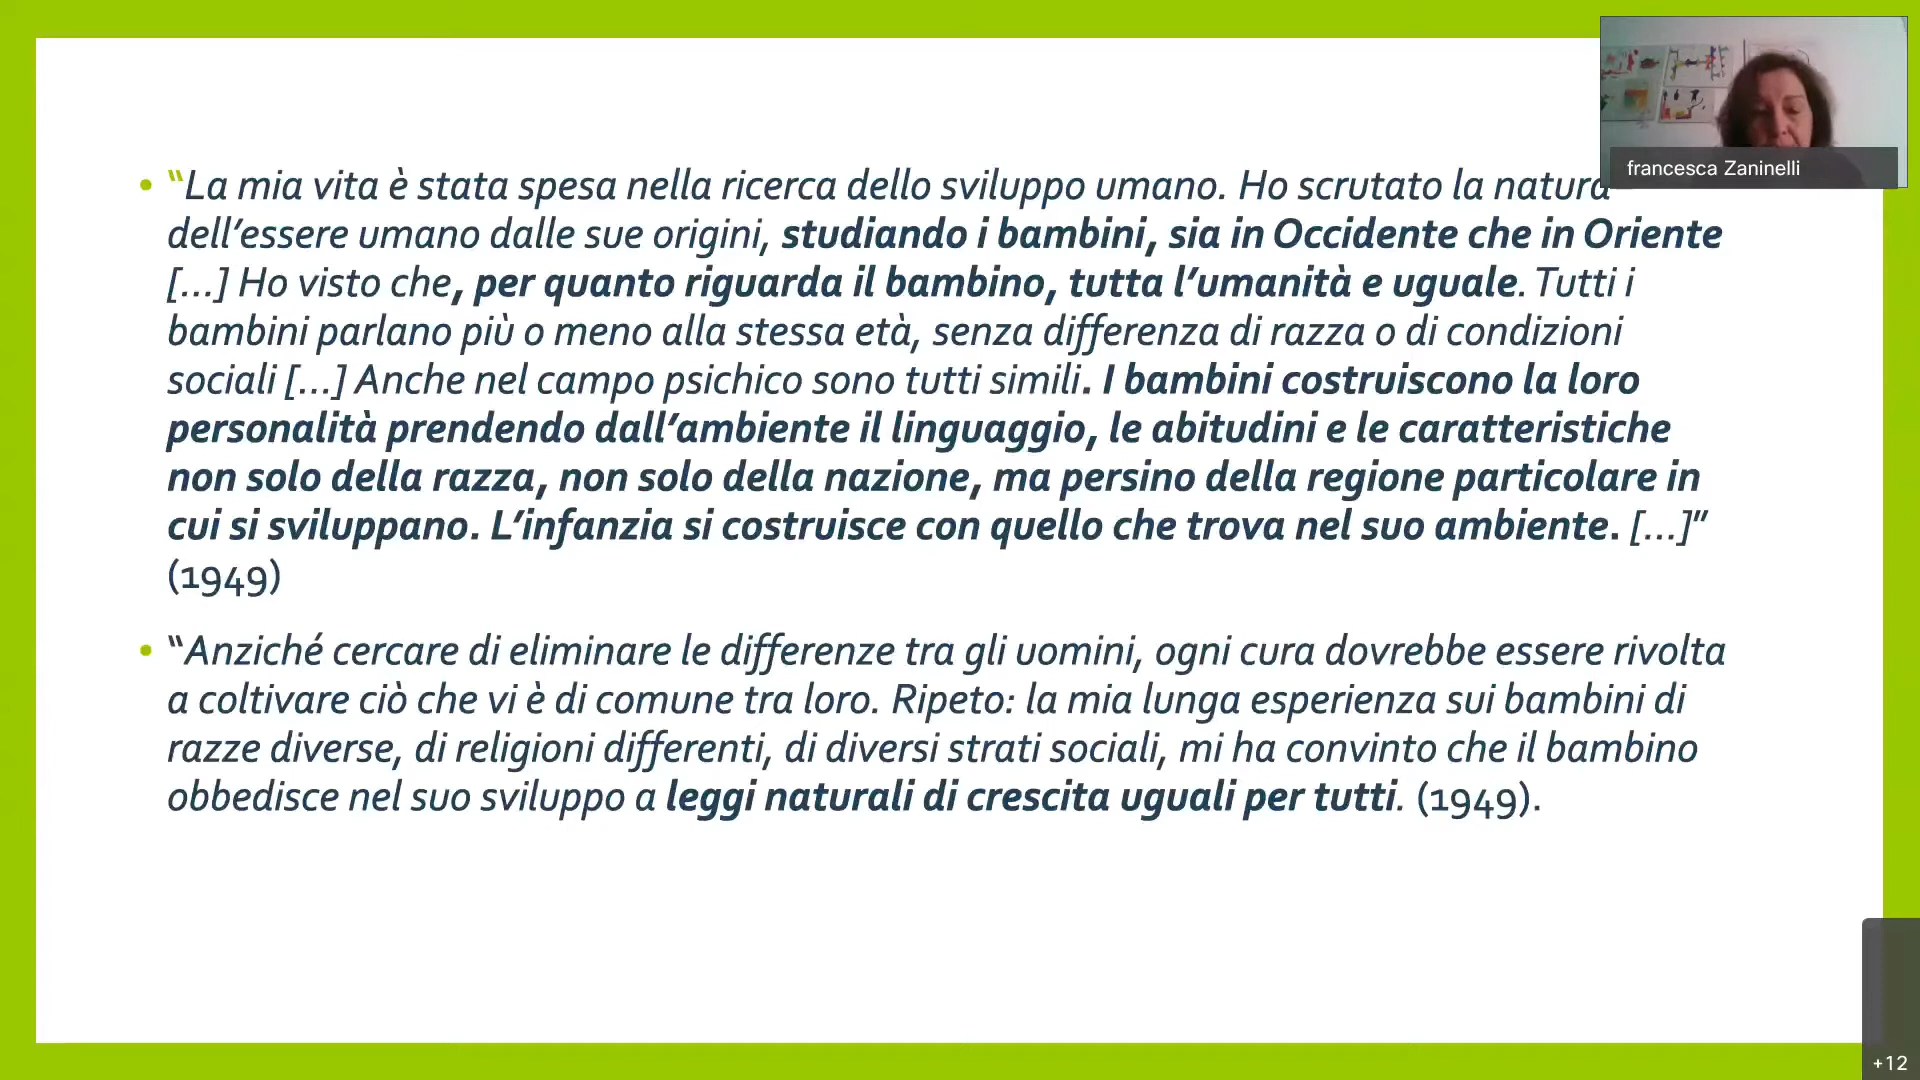 francesca Zaninelli
• “La mia vita è stata spesa nella ricerca dello sviluppo umano. Ho scrutato la natura
dell’essere umano dalle sue origini, studiando i bambini, sia in Occidente che in Oriente
[...] Ho visto che, per quanto riguarda il bambino, tutta l’umanità e uguale. Tutti i
bambini parlano più o meno alla stessa età, senza differenza di razza o di condizioni
sociali [...] Anche nel campo psichico sono tutti simili. I bambini costruiscono la loro
personalità prendendo dall’ambiente il linguaggio, le abitudini e le caratteristiche
non solo della razza, non solo della nazione, ma persino della regione particolare in
cui si sviluppano. L’infanzia si costruisce con quello che trova nel suo ambiente. [...]”
(1949)
• “Anziché cercare di eliminare le differenze tra gli uomini, ogni cura dovrebbe essere rivolta
a coltivare ciò che vi è di comune tra loro. Ripeto: la mia lunga esperienza sui bambini di
razze diverse, di religioni differenti, di diversi strati sociali, mi ha convinto che il bambino
obbedisce nel suo sviluppo a leggi naturali di crescita uguali per tutti. (1949).
+12